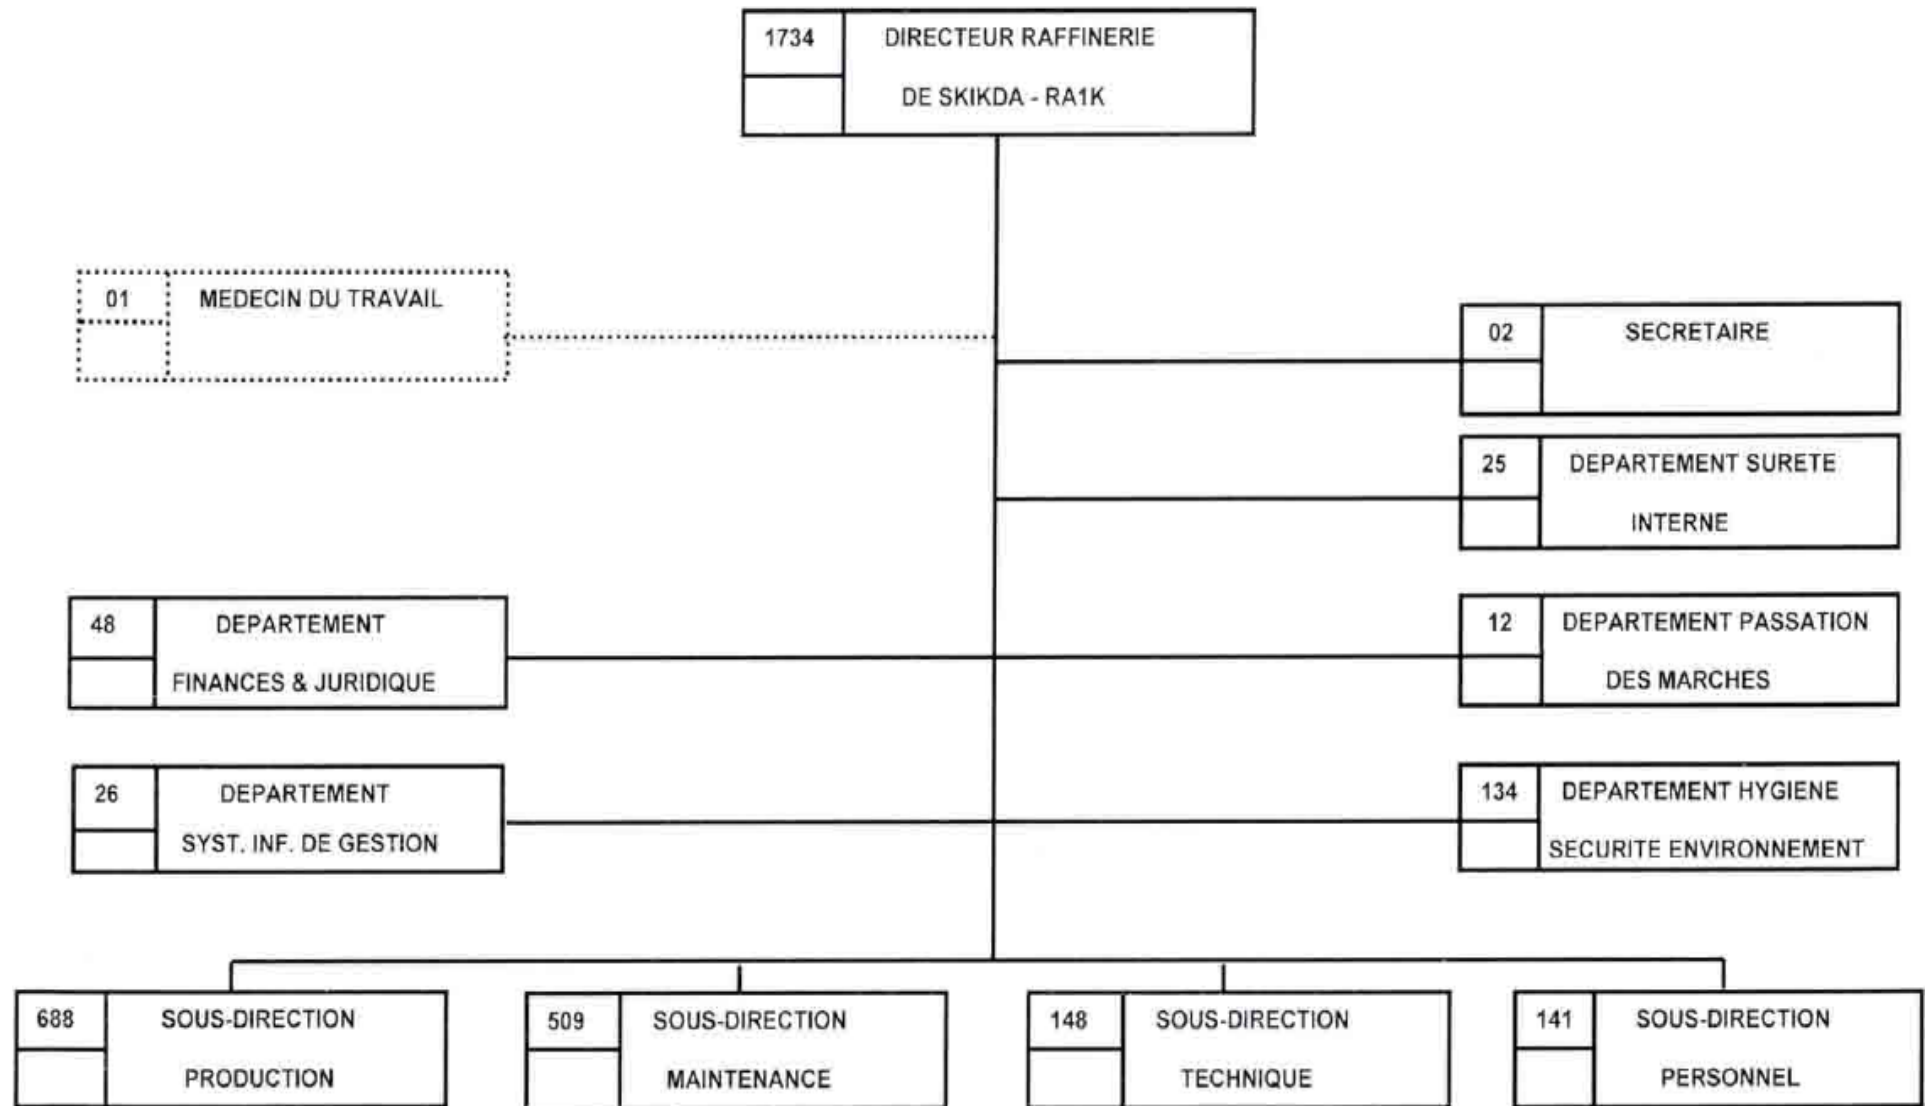 1734
DIRECTEUR RAFFINERIE
DE SKIKDA - RA1K
01
MEDECIN DU TRAVAIL
02
SECRETAIRE
25
DEPARTEMENT SURETE
INTERNE
48
DEPARTEMENT
FINANCES & JURIDIQUE
12
DEPARTEMENT PASSATION
DES MARCHES
26
DEPARTEMENT
SYST. INF. DE GESTION
134
DEPARTEMENT HYGIENE
SECURITE ENVIRONNEMENT
688
SOUS-DIRECTION
PRODUCTION
509
SOUS-DIRECTION
MAINTENANCE
148
SOUS-DIRECTION
TECHNIQUE
141
SOUS-DIRECTION
PERSONNEL